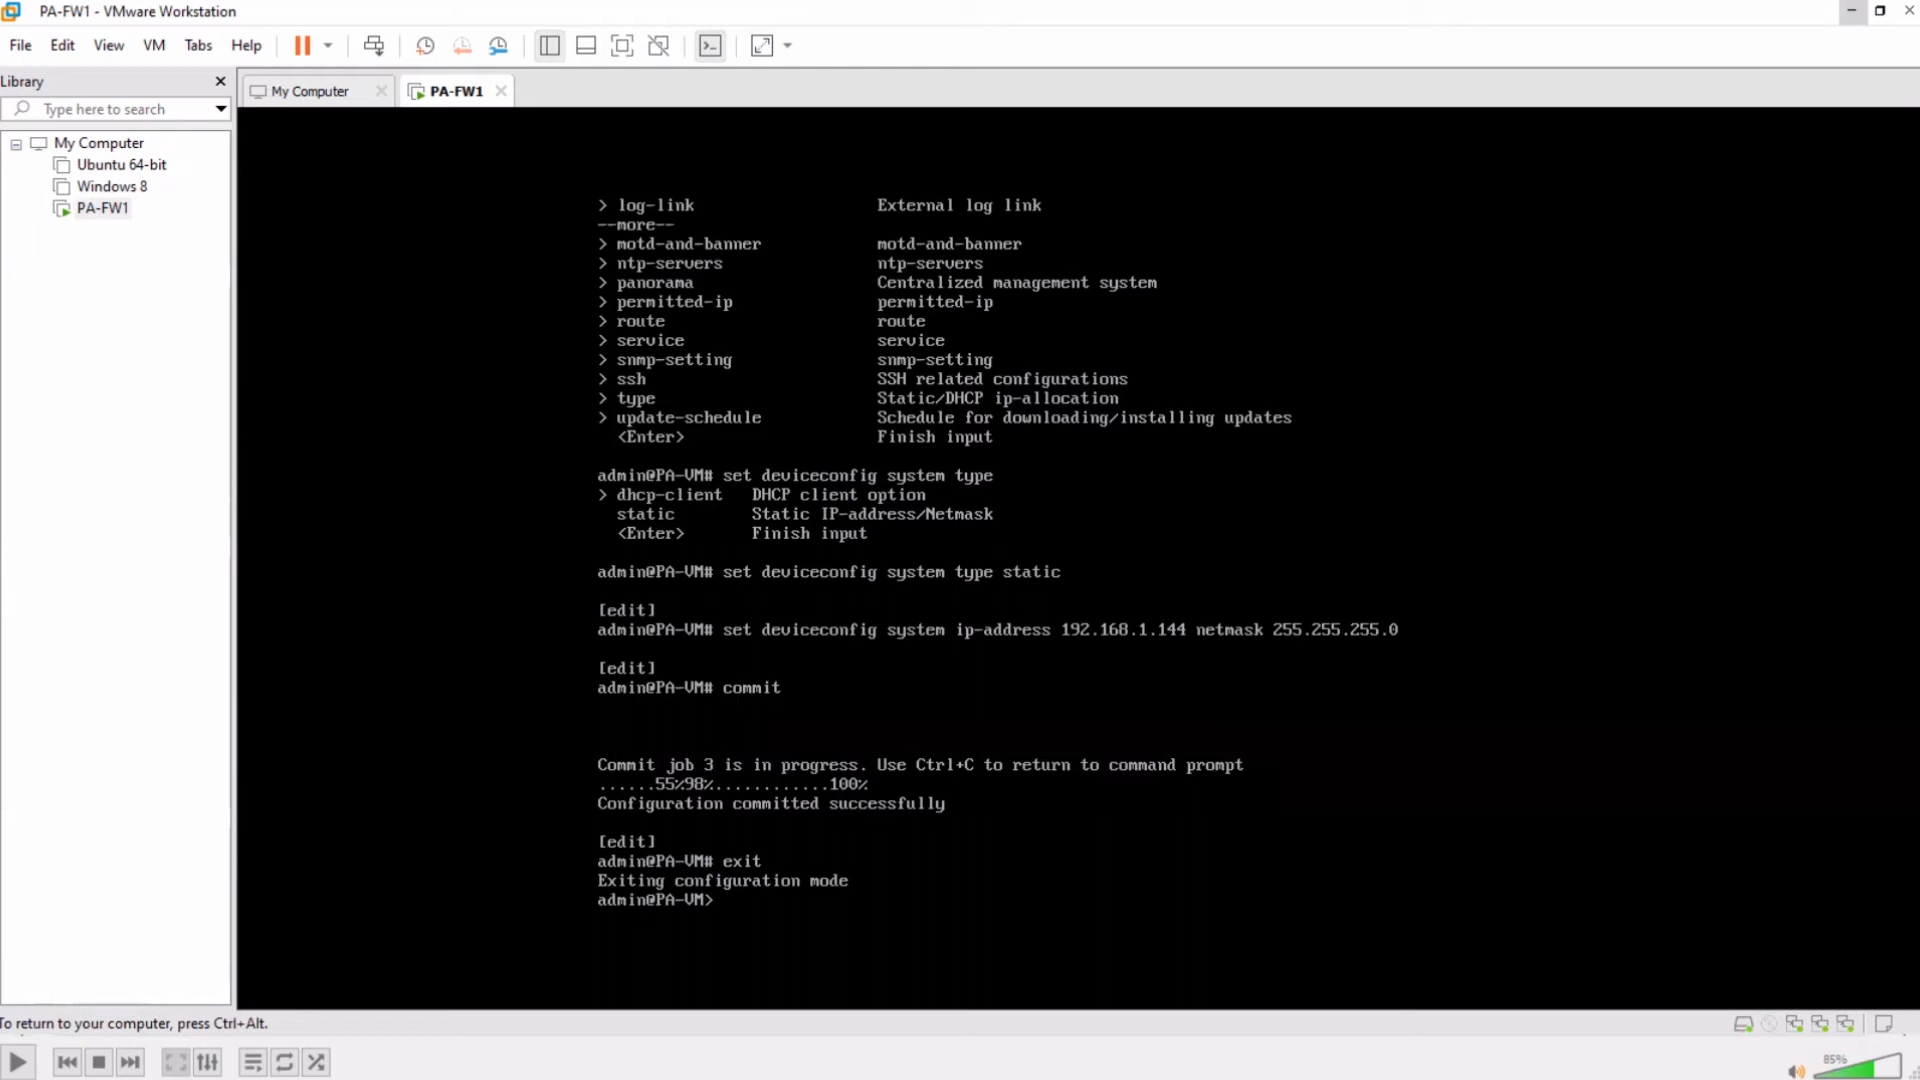 PA-FW1 - VMware Workstation
File Edit View VM Tabs Help
Library
My Computer
PA-FW1
Type here to search
My Computer
Ubuntu 64-bit
Windows 8
PA-FW1
> log-link External log link
--more--
> motd-and-banner motd-and-banner
> ntp-servers ntp-servers
> panorama Centralized management system
> permitted-ip permitted-ip
> route route
> service service
> snmp-setting snmp-setting
> ssh SSH related configurations
> type Static/DHCP ip-allocation
> update-schedule Schedule for downloading/installing updates
<Enter> Finish input
admin@PA-VM# set deviceconfig system type
> dhcp-client DHCP client option
static Static IP-address/Netmask
<Enter> Finish input
admin@PA-VM# set deviceconfig system type static
[edit]
admin@PA-VM# set deviceconfig system ip-address 192.168.1.144 netmask 255.255.255.0
[edit]
admin@PA-VM# commit
Commit job 3 is in progress. Use Ctrl+C to return to command prompt
......55%98%............100%
Configuration committed successfully
[edit]
admin@PA-VM# exit
Exiting configuration mode
admin@PA-VM>
To return to your computer, press Ctrl+Alt.
85%